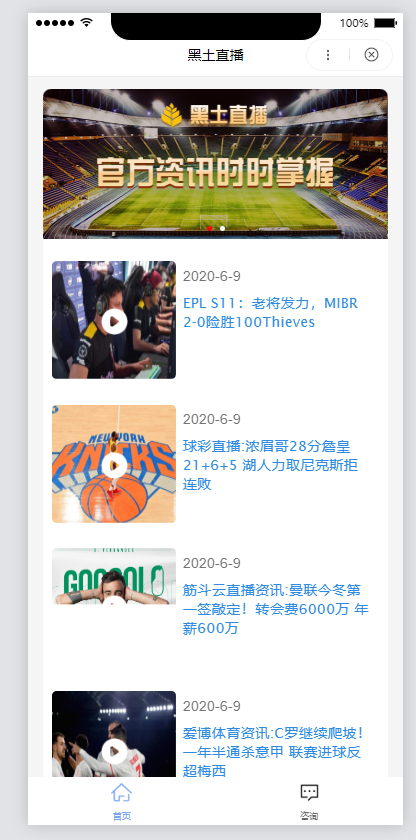 100%
黑土直播
黑土直播
官方资讯时时掌握
2020-6-9
EPL S11：老将发力，MIBR
2-0险胜100Thieves
NEW YORK
KNICKS
2020-6-9
球彩直播:浓眉哥28分詹皇
21+6+5 湖人力取尼克斯拒
连败
2020-6-9
筋斗云直播资讯:曼联今冬第
一签敲定！转会费6000万 年
薪600万
2020-6-9
爱博体育资讯:C罗继续爬坡！
一年半通杀意甲 联赛进球反
超梅西
首页
咨询